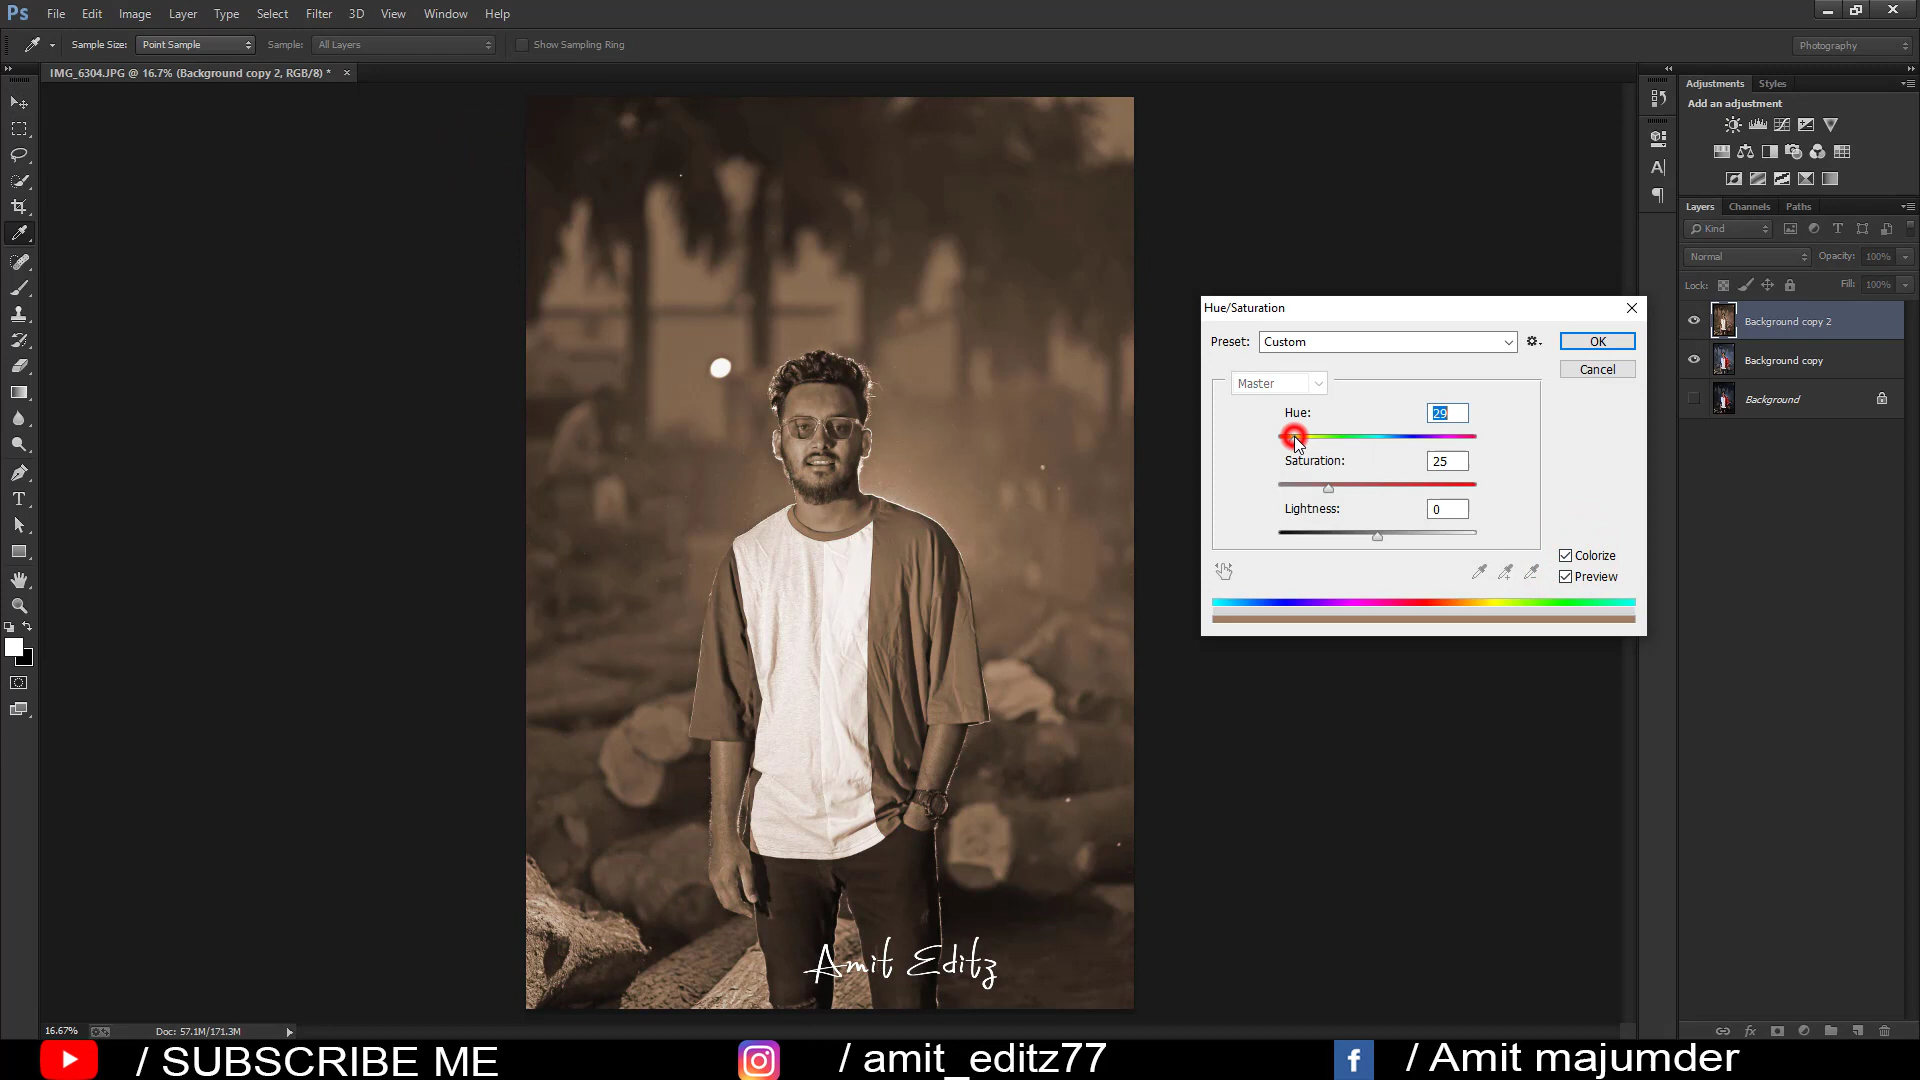 Ps File Edit Image Layer Type Select Filter 3D View Window Help
Sample Size: Point Sample Sample: All Layers Show Sampling Ring Photography
IMG_6304.JPG @ 16.7% (Background copy 2, RGB/8) * ×
Adjustments Styles
Add an adjustment
Layers Channels Paths
Kind
Normal Opacity: 100%
Lock: Fill: 100%
Background copy 2
Background copy
Background
Hue/Saturation
Preset: Custom OK
Cancel
Master
Hue: 29
Saturation: 25
Lightness: 0
Colorize
Preview
Amit Editz
16.67% Doc: 57.1M/171.3M
/ SUBSCRIBE ME / amit_editz77 / Amit majumder